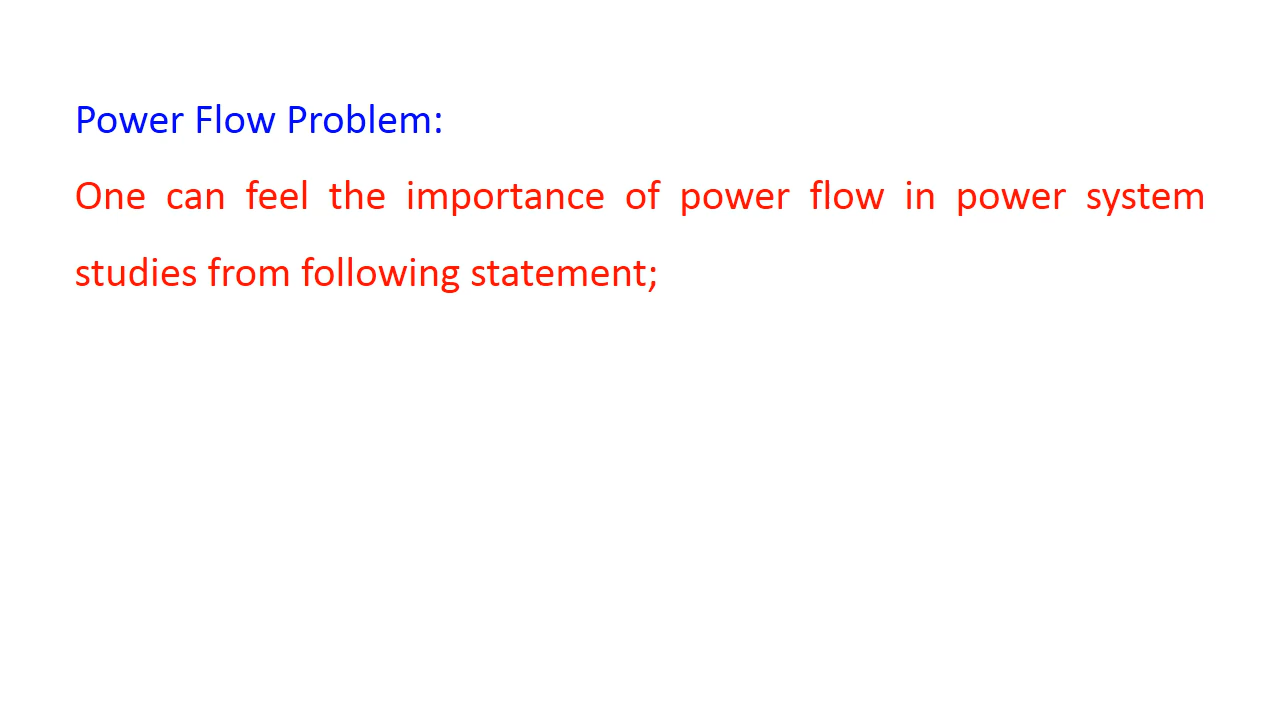 Power Flow Problem:
One can feel the importance of power flow in power system
studies from following statement;